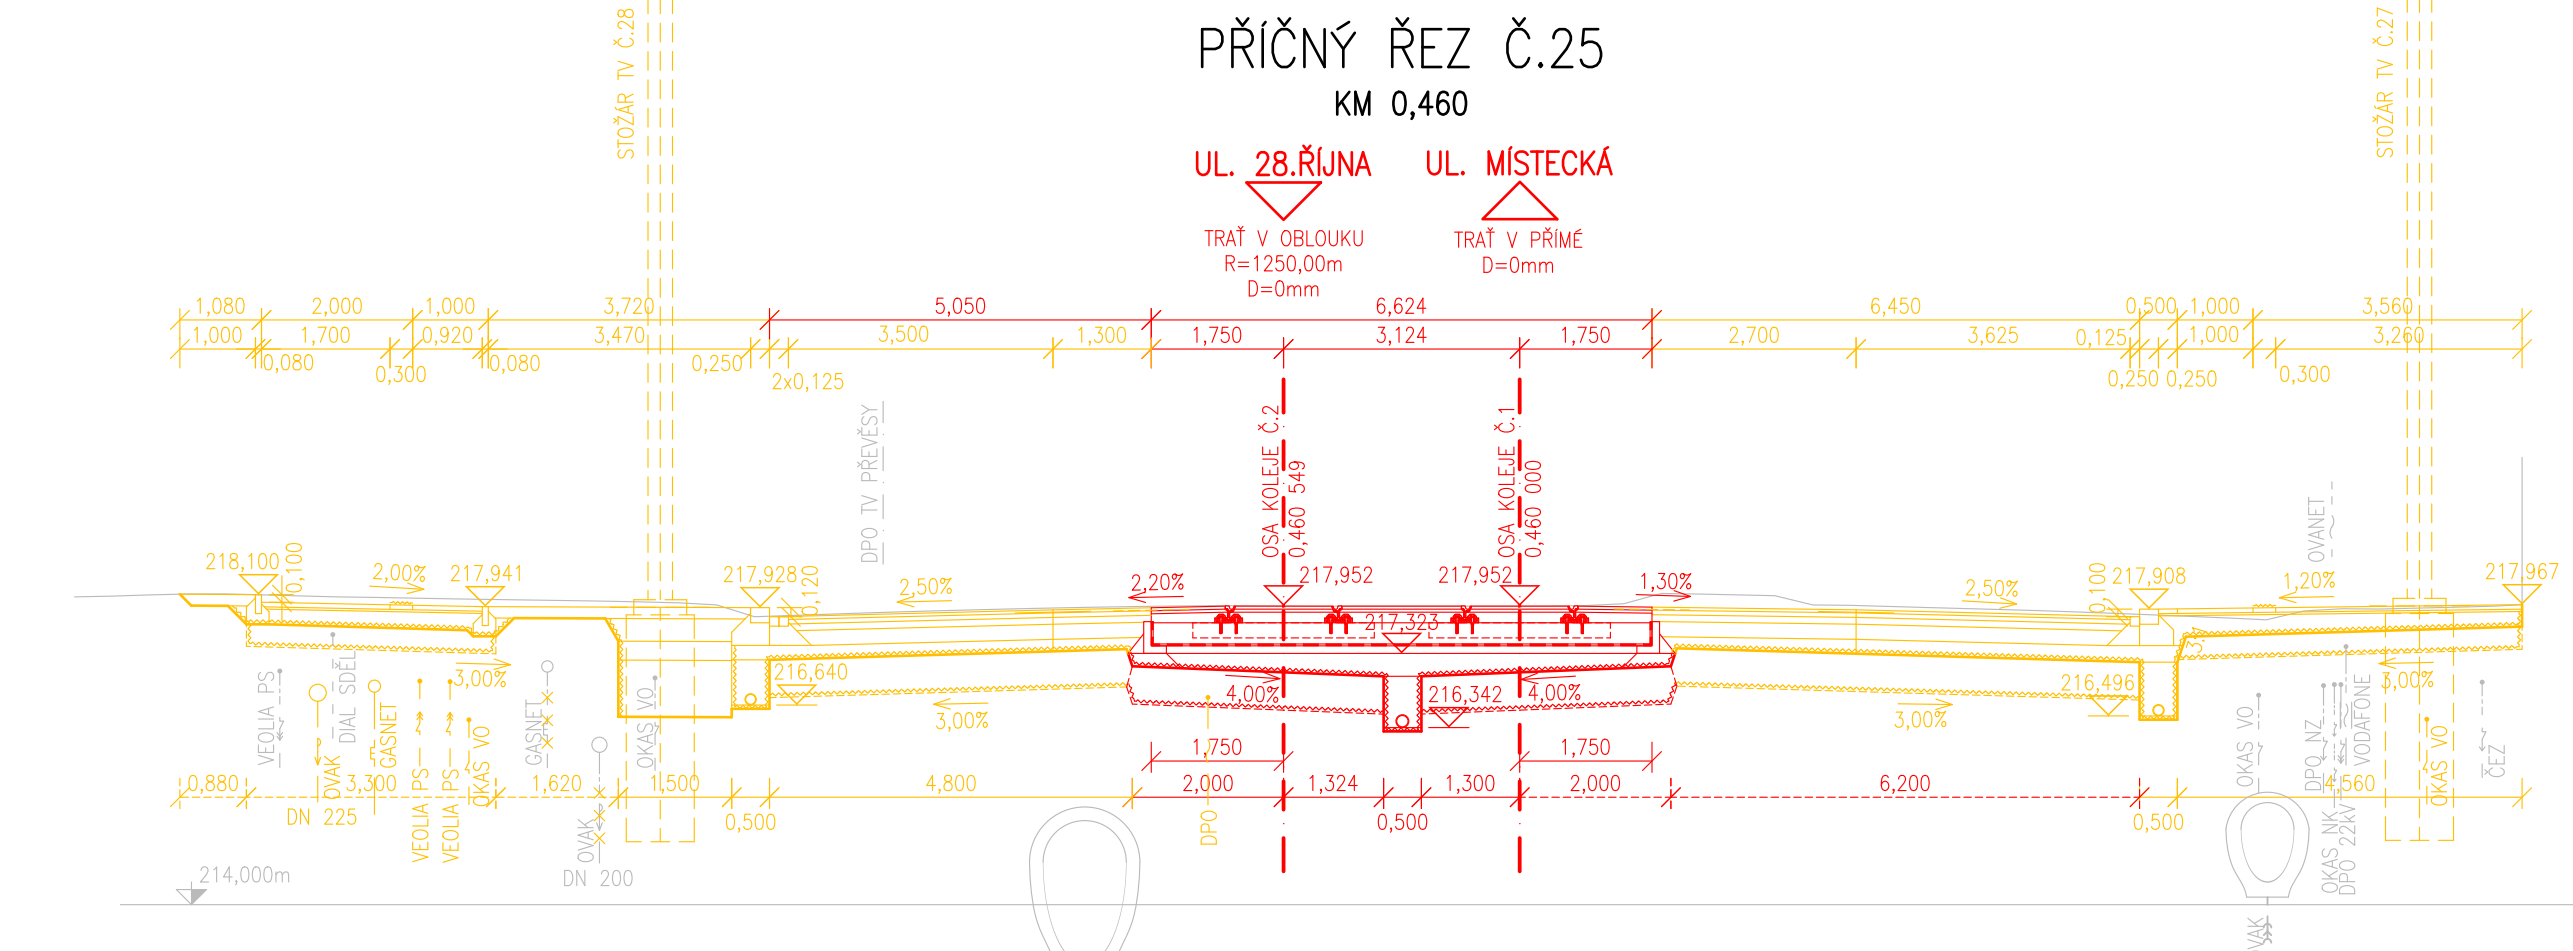 STOŽÁR TV Č.28
PŘÍČNÝ ŘEZ Č.25
STOŽÁR TV Č.27
KM 0,460
UL. 28.ŘÍJNA
UL. MÍSTECKÁ
TRAŤ V OBLOUKU
R=1250,00m
D=0mm
TRAŤ V PŘÍMÉ
D=0mm
1,080 2,000 1,000 3,720 5,050 6,624 6,450 0,500 1,000 3,560
1,000 1,700 0,920 3,470 3,500 1,300 1,750 3,124 1,750 2,700 3,625 0,125 1,000 3,260
0,080 0,300 0,080 0,250 2x0,125 0,250 0,250 0,300
DPO TV PŘEVĚSY
OSA KOLEJE Č.2
0,460 549
OSA KOLEJE Č.1
0,460 000
OVANET
218,100 0,100 2,00% 217,941 217,928 0,120 2,50% 2,20% 217,952 217,952 1,30% 2,50% 0,100 217,908 1,20% 217,967
217,323
3,00% 216,640 3,00% 4,00% 216,342 4,00% 216,496 3,00% 3,00%
VEOLIA PS
OVAK
DIAL SDĚL
GASNET
VEOLIA PS
VEOLIA PS
OKAS VO
GASNET
OVAK
OKAS VO
DPO
OKAS VO
DPO NZ
OKAS NK
DPO 22kV
VODAFONE
OKAS VO
ČEZ
1,750 1,750
0,880 3,300 1,620 1,500 4,800 2,000 1,324 1,300 2,000 6,200 4,560
DN 225 0,500 0,500 0,500
DN 200
214,000m